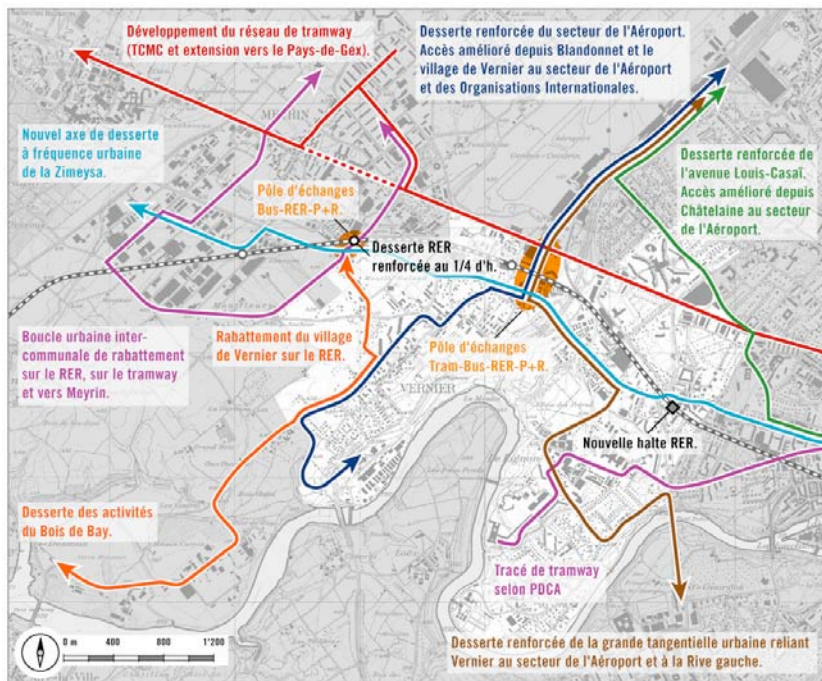 Développement du réseau de tramway
(TCMC et extension vers le Pays-de-Gex).
Desserte renforcée du secteur de l'Aéroport.
Accès amélioré depuis Blandonnet et le
village de Vernier au secteur de l'Aéroport
et des Organisations Internationales.
MEYRIN
Nouvel axe de desserte
à fréquence urbaine
de la Zimeysa.
Desserte renforcée de
l'avenue Louis-Casaï.
Accès amélioré depuis
Châtelaine au secteur
de l'Aéroport.
Pôle d'échanges
Bus-RER-P+R.
Desserte RER
renforcée au 1/4 d'h.
Boucle urbaine inter-
communale de rabattement
sur le RER, sur le tramway
et vers Meyrin.
Rabattement du village
de Vernier sur le RER.
Pôle d'échanges
Tram-Bus-RER-P+R.
VERNIER
Nouvelle halte RER.
Desserte des activités
du Bois de Bay.
Tracé de tramway
selon PDCA
0 m 400 800 1'200
Desserte renforcée de la grande tangentielle urbaine reliant
Vernier au secteur de l'Aéroport et à la Rive gauche.